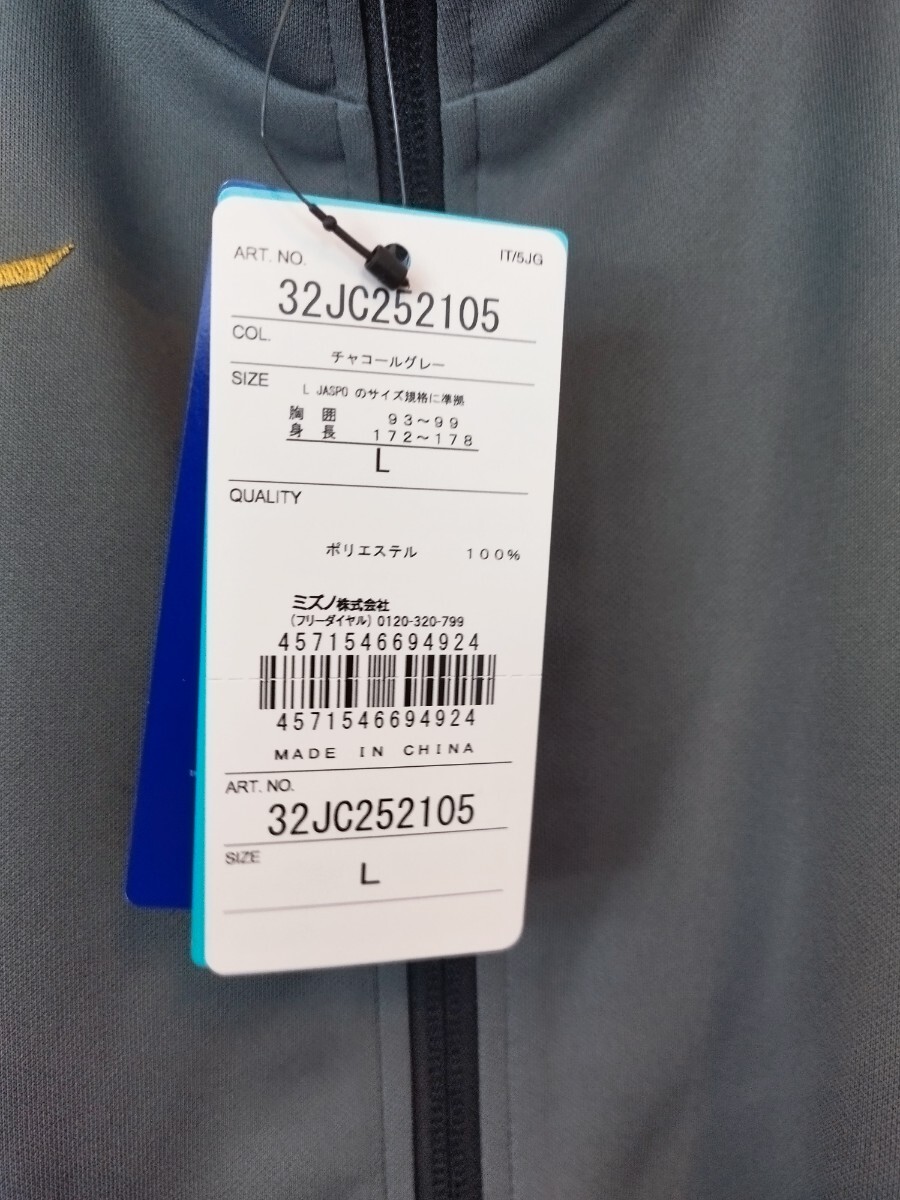 ART. NO.
IT/5JG
32JC252105
COL.
チャコールグレー
SIZE
L JASPO のサイズ規格に準拠
胸 囲 93～99
身 長 172～178
L
QUALITY
ポリエステル 100%
ミズノ株式会社
(フリーダイヤル) 0120-320-799
4571546694924
4571546694924
MADE IN CHINA
ART. NO.
32JC252105
SIZE
L